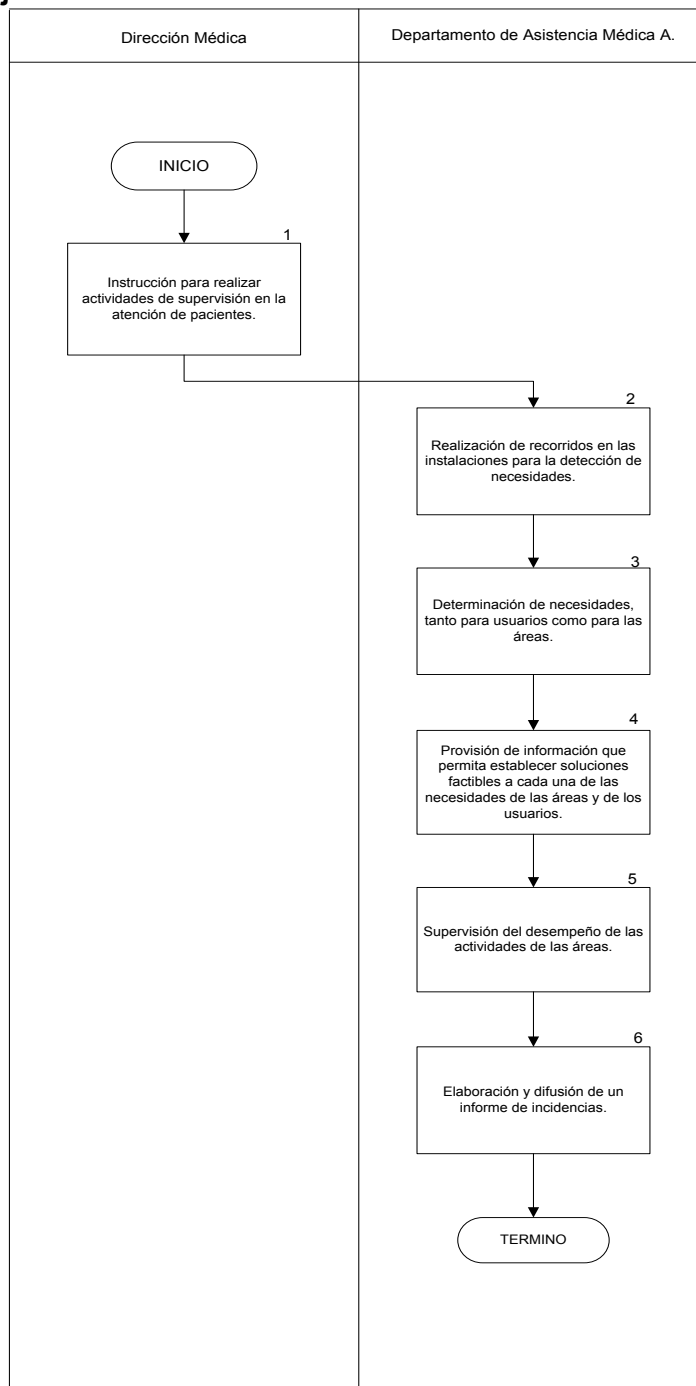 Dirección Médica
Departamento de Asistencia Médica A.
INICIO
1
Instrucción para realizar
actividades de supervisión en la
atención de pacientes.
2
Realización de recorridos en las
instalaciones para la detección de
necesidades.
3
Determinación de necesidades,
tanto para usuarios como para las
áreas.
4
Provisión de información que
permita establecer soluciones
factibles a cada una de las
necesidades de las áreas y de los
usuarios.
5
Supervisión del desempeño de las
actividades de las áreas.
6
Elaboración y difusión de un
informe de incidencias.
TERMINO